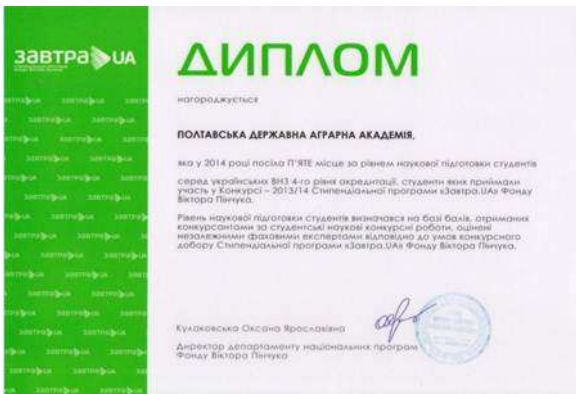 завтра UA
ДИПЛОМ
нагороджується
ПОЛТАВСЬКА ДЕРЖАВНА АГРАРНА АКАДЕМІЯ,
яка у 2014 році посіла П'ЯТЕ місце за рівнем наукової підготовки студентів
серед українських ВНЗ 4-го рівня акредитації, студенти яких приймали
участь у Конкурсі – 2013/14 Стипендіальної програми «Завтра.UA» Фонду
Віктора Пінчука.
Рівень наукової підготовки студентів визначався на базі балів, отриманих
конкурсантами за студентські наукові конкурсні роботи, оцінені
незалежними фаховими експертами відповідно до умов конкурсного
добору Стипендіальної програми «Завтра.UA» Фонду Віктора Пінчука.
Кулаковська Оксана Ярославівна
Директор департаменту національних програм
Фонду Віктора Пінчука